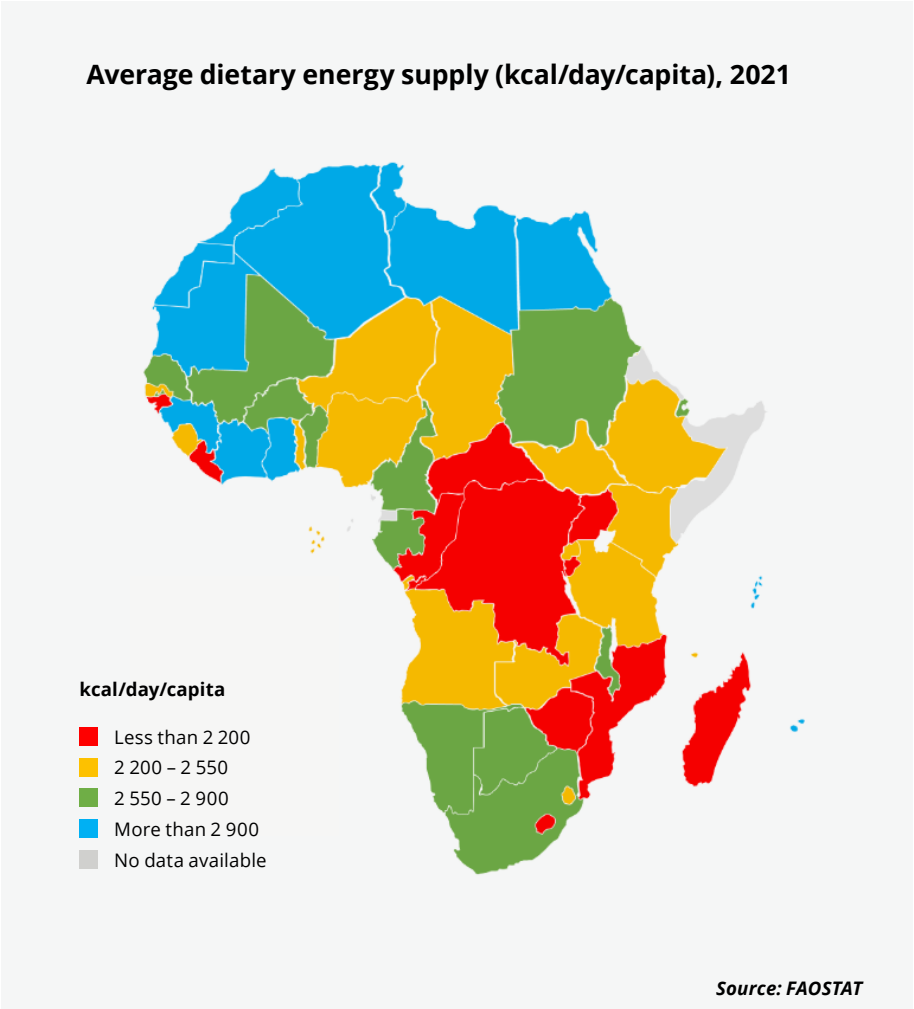 Average dietary energy supply (kcal/day/capita), 2021
kcal/day/capita
Less than 2 200
2 200 – 2 550
2 550 – 2 900
More than 2 900
No data available
Source: FAOSTAT